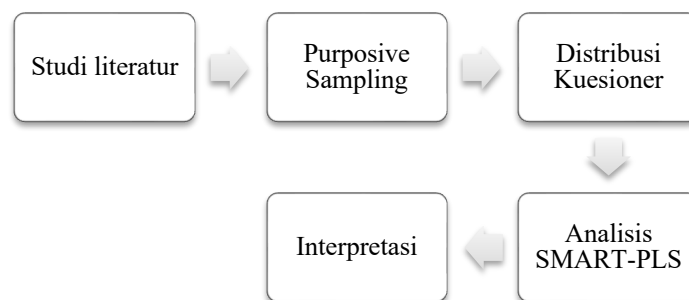 Studi literatur
Purposive
Sampling
Distribusi
Kuesioner
Analisis
SMART-PLS
Interpretasi